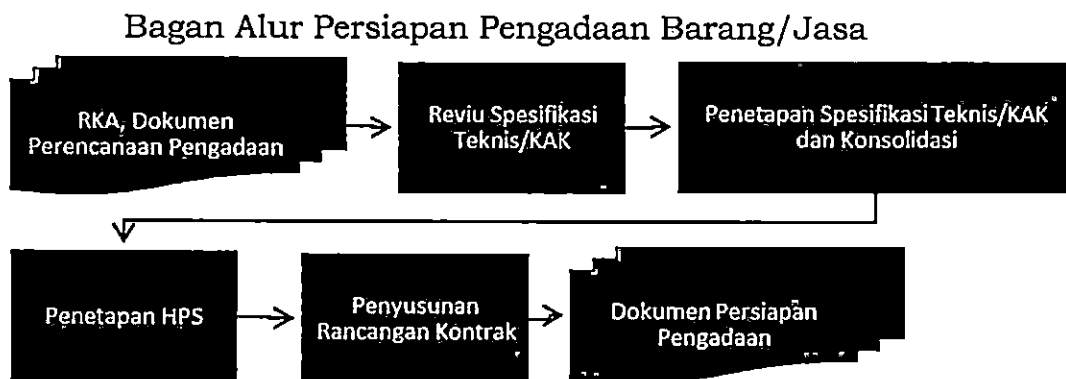 Bagan Alur Persiapan Pengadaan Barang/Jasa
RKA, Dokumen
Perencanaan Pengadaan
Reviu Spesifikasi
Teknis/KAK
Penetapan Spesifikasi Teknis/KAK
dan Konsolidasi
Penetapan HPS
Penyusunan
Rancangan Kontrak
Dokumen Persiapan
Pengadaan